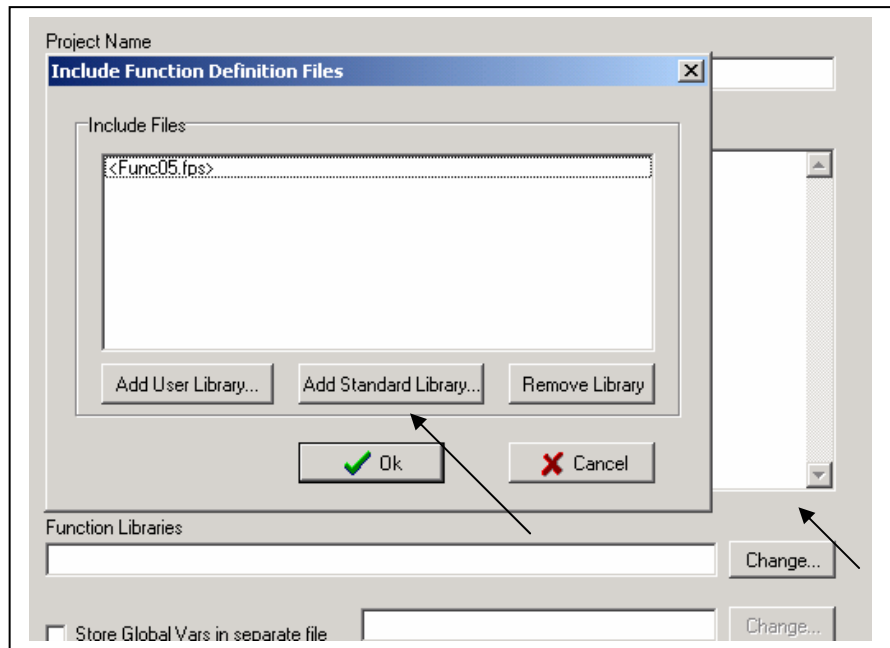 Project Name
Include Function Definition Files
Include Files
<Func05.fps>
Add User Library...
Add Standard Library...
Remove Library
Ok
Cancel
Function Libraries
Change...
Store Global Vars in separate file
Change...